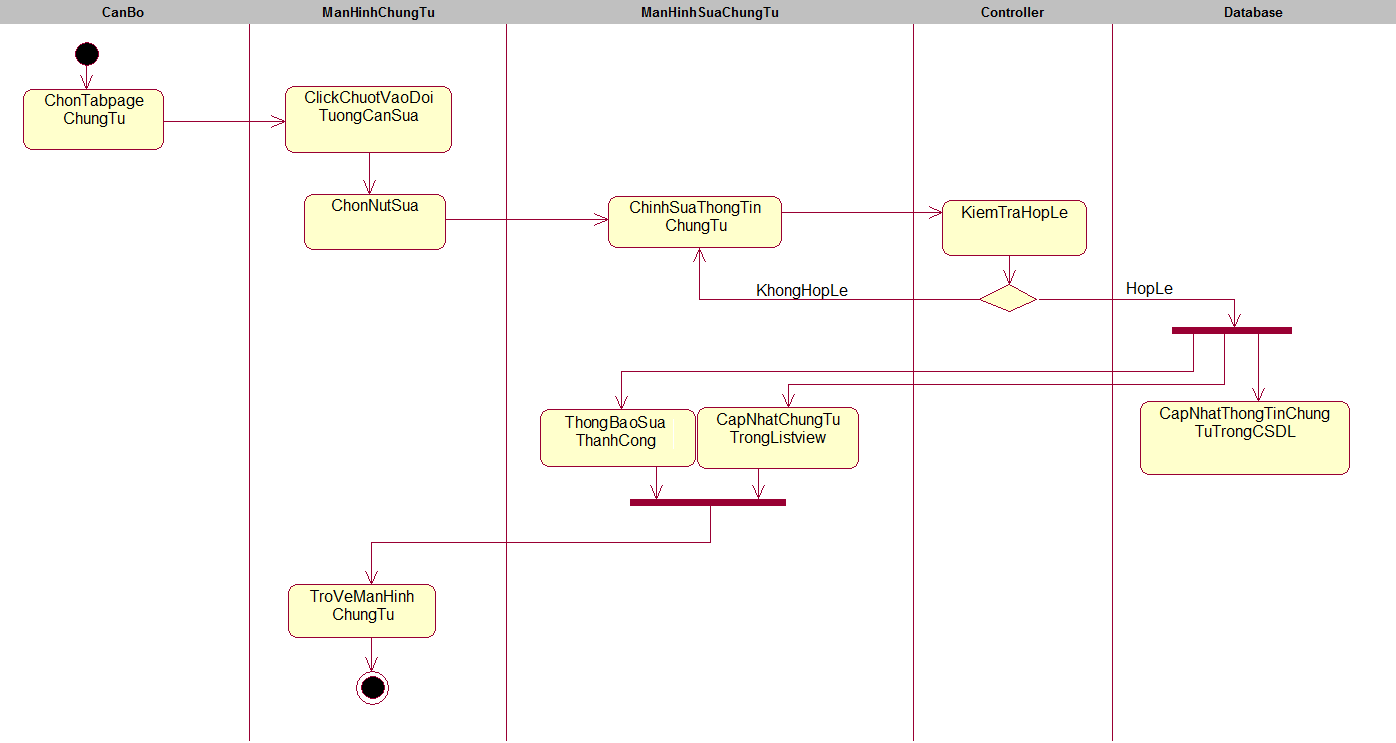 CanBo
ManHinhChungTu
ManHinhSuaChungTu
Controller
Database
ChonTabpage
ChungTu
ClickChuotVaoDoi
TuongCanSua
ChonNutSua
ChinhSuaThongTin
ChungTu
KiemTraHopLe
KhongHopLe
HopLe
ThongBaoSua
ThanhCong
CapNhatChungTu
TrongListview
CapNhatThongTinChung
TuTrongCSDL
TroVeManHinh
ChungTu